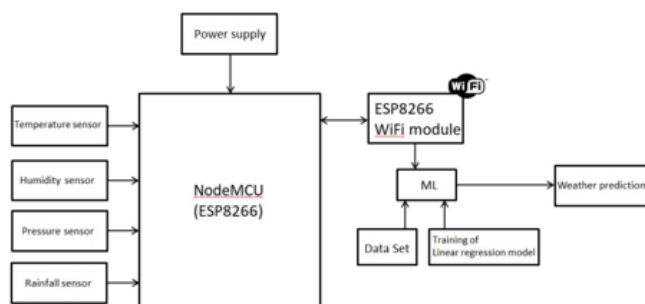 Power supply
WiFi
ESP8266
WiFi module
Temperature sensor
Humidity sensor
NodeMCU
(ESP8266)
ML
Weather prediction
Pressure sensor
Data Set
Training of
Linear regression model
Rainfall sensor